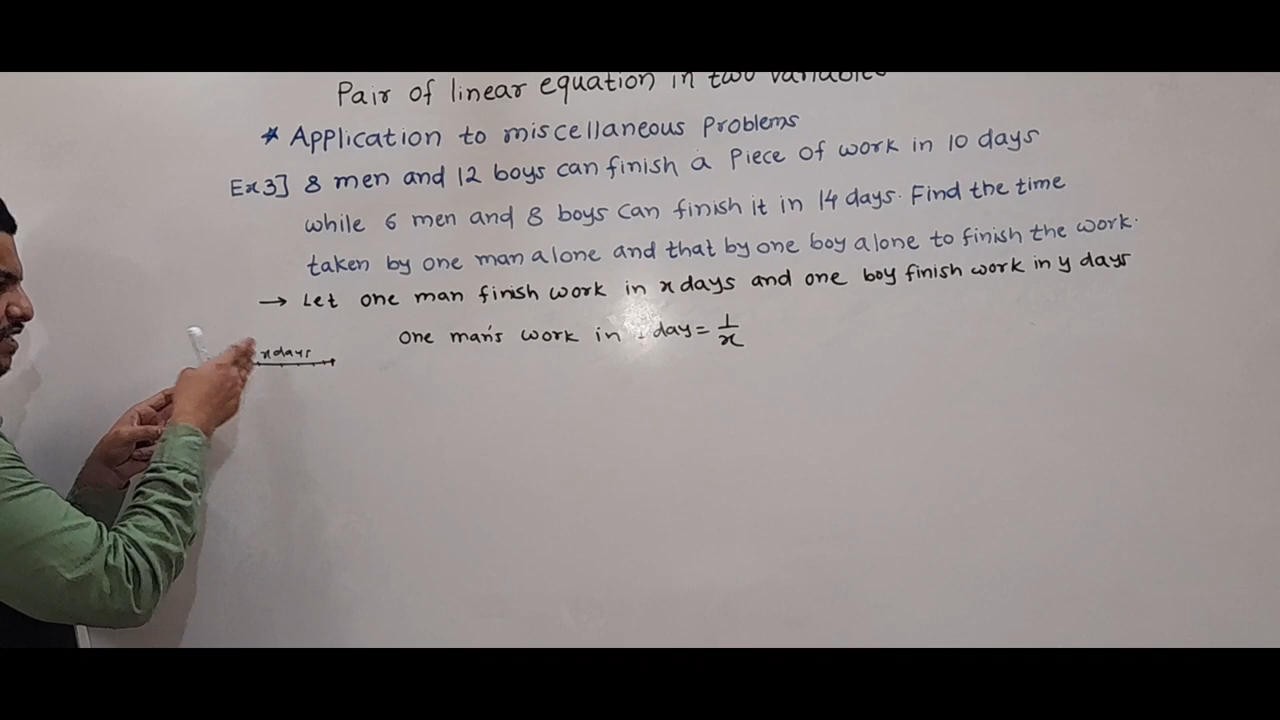 Pair of linear equation in two variables
* Application to miscellaneous Problems
Ex 3] 8 men and 12 boys can finish a Piece of work in 10 days
while 6 men and 8 boys can finish it in 14 days. Find the time
taken by one man alone and that by one boy alone to finish the work.
→ Let one man finish work in x days and one boy finish work in y days
One man's work in 1 day = 1/x
x days